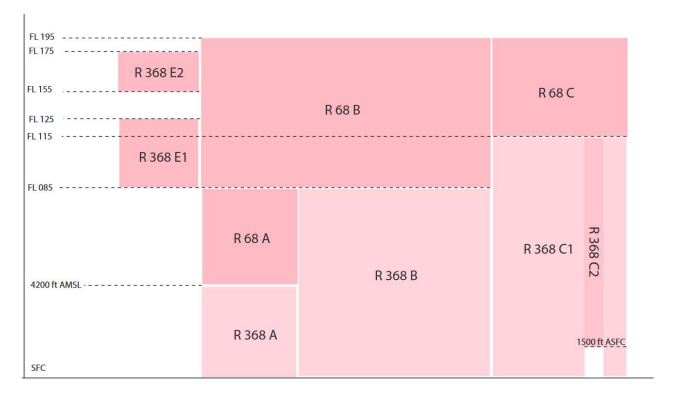 FL 195
FL 175
R 368 E2
FL 155
R 68 B
R 68 C
FL 125
FL 115
R 368 E1
FL 085
R 68 A
R 368 C1
R 368 C2
R 368 B
4200 ft AMSL
R 368 A
1500 ft ASFC
SFC